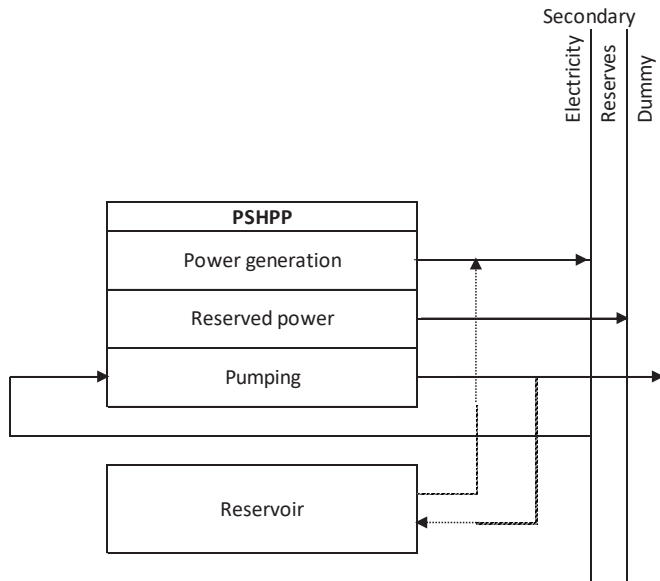 Secondary
Electricity
Reserves
Dummy
PSHPP
Power generation
Reserved power
Pumping
Reservoir